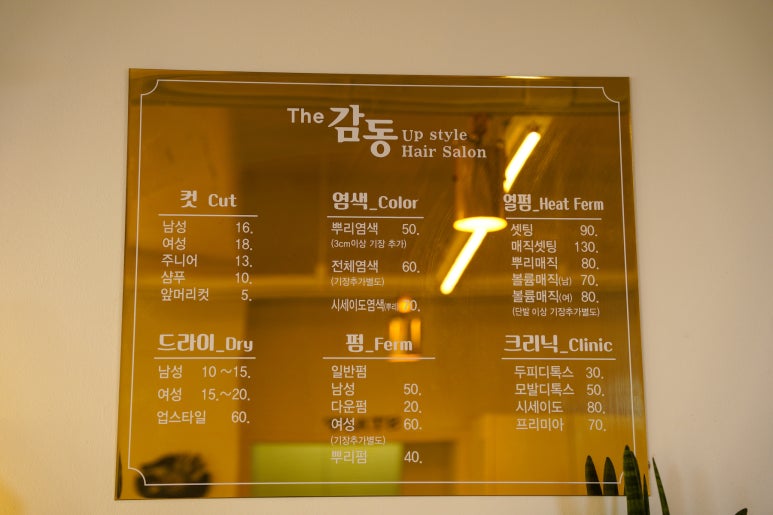 The 감동 Up style
Hair Salon
컷 Cut
남성 16.
여성 18.
주니어 13.
샴푸 10.
앞머리컷 5.
염색_Color
뿌리염색 50.
(3cm이상 기장 추가)
전체염색 60.
(기장추가별도)
시세이도염색(뿌리)
열펌_Heat Ferm
셋팅 90.
매직셋팅 130.
뿌리매직 80.
볼륨매직(남) 70.
볼륨매직(여) 80.
(단발 이상 기장추가별도)
드라이_Dry
남성 10~15.
여성 15.~20.
업스타일 60.
펌_Ferm
일반펌
남성 50.
다운펌 20.
여성 60.
(기장추가별도)
뿌리펌 40.
크리닉_Clinic
두피디톡스 30.
모발디톡스 50.
시세이도 80.
프리미아 70.